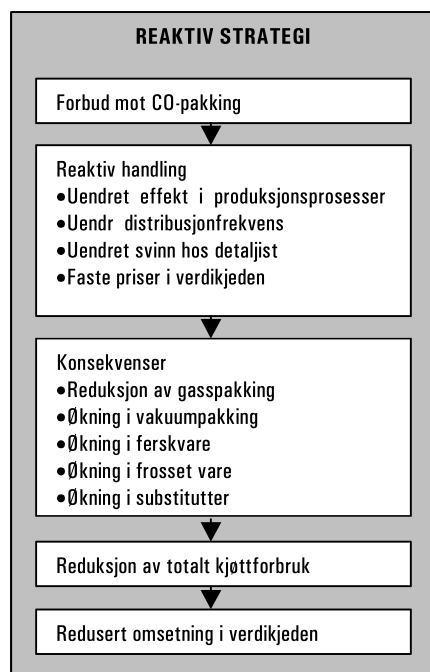 REAKTIV STRATEGI
Forbud mot CO-pakking
Reaktiv handling
•Uendret effekt i produksjonsprosesser
•Uendr distribusjonfrekvens
•Uendret svinn hos detaljist
•Faste priser i verdikjeden
Konsekvenser
•Reduksjon av gasspakking
•Økning i vakuumpakking
•Økning i ferskvare
•Økning i frosset vare
•Økning i substitutter
Reduksjon av totalt kjøttforbruk
Redusert omsetning i verdikjeden